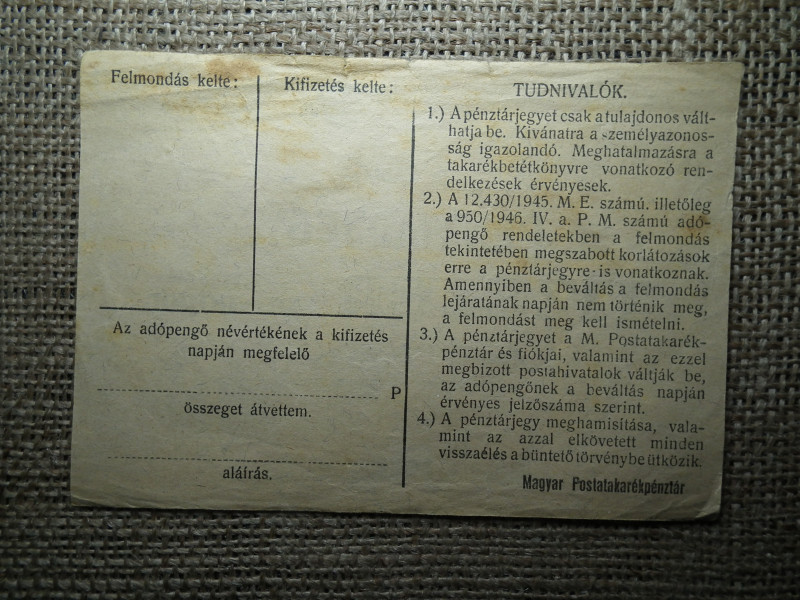 Felmondás kelte:
Kifizetés kelte:
Az adópengő névértékének a kifizetés
napján megfelelő
P
összeget átvettem.
aláírás.
TUDNIVALÓK.
1.) A pénztárjegyet csak a tulajdonos vált-
hatja be. Kívánatra a személyazonos-
ság igazolandó. Meghatalmazásra a
takarékbetétkönyvre vonatkozó ren-
delkezések érvényesek.
2.) A 12.430/1945. M. E. számú. illetőleg
a 950/1946. IV. a. P. M. számú adó-
pengő rendeletekben a felmondás
tekintetében megszabott korlátozások
erre a pénztárjegyre is vonatkoznak.
Amennyiben a beváltás a felmondás
lejáratának napján nem történik meg,
a felmondást meg kell ismételni.
3.) A pénztárjegyet a M. Postatakarék-
pénztár és fiókjai, valamint az ezzel
megbizott postahivatalok váltják be,
az adópengőnek a beváltás napján
érvényes jelzőszáma szerint.
4.) A pénztárjegy meghamisítása, vala-
mint az azzal elkövetett minden
visszaélés a büntető törvénybe ütközik.
Magyar Postatakarékpénztár